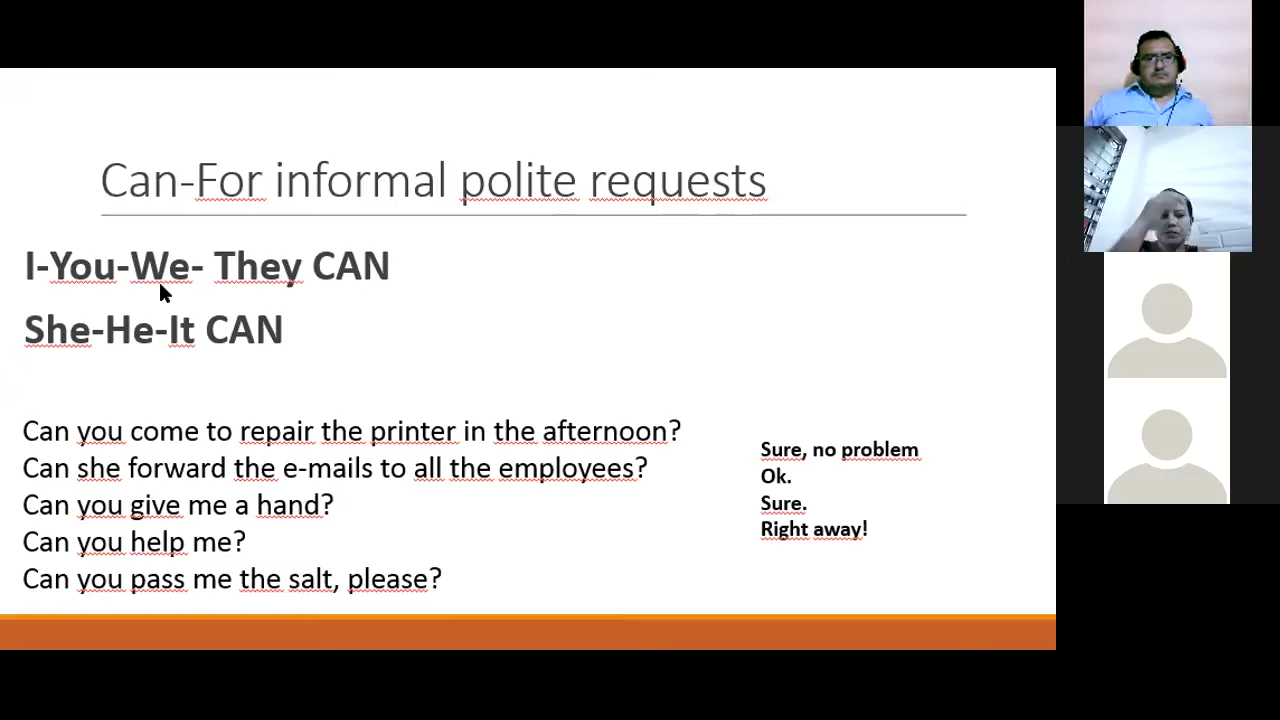 Can-For informal polite requests
I-You-We- They CAN
She-He-It CAN
Can you come to repair the printer in the afternoon?
Can she forward the e-mails to all the employees?
Can you give me a hand?
Can you help me?
Can you pass me the salt, please?
Sure, no problem
Ok.
Sure.
Right away!